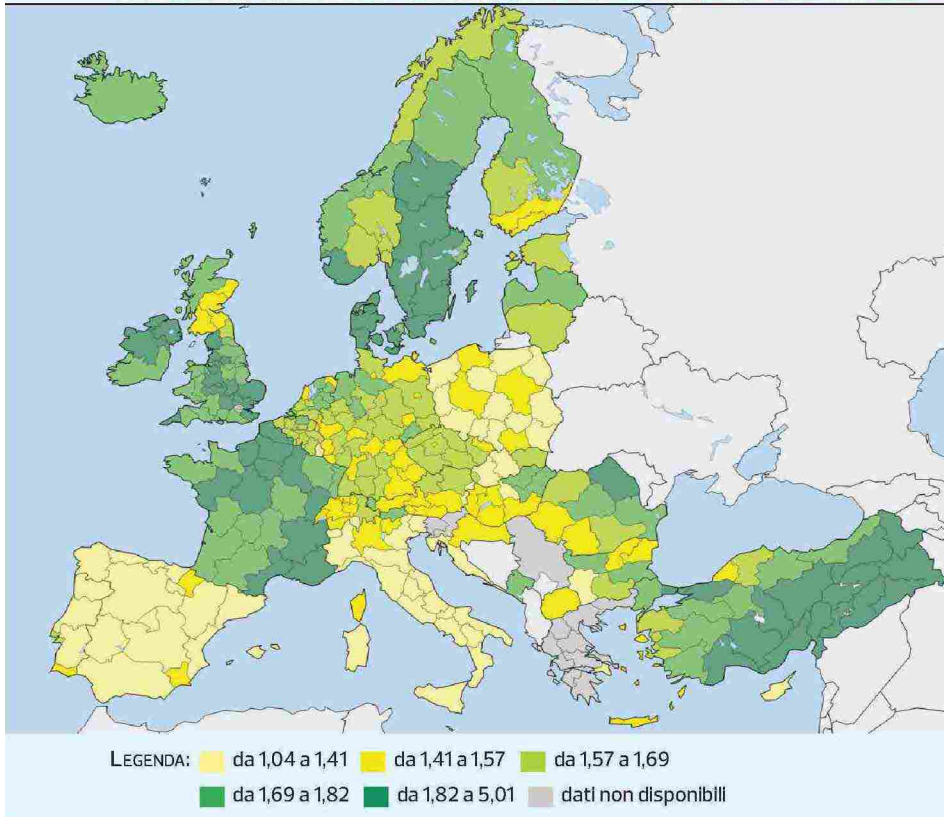 LEGENDA: da 1,04 a 1,41 da 1,41 a 1,57 da 1,57 a 1,69
da 1,69 a 1,82 da 1,82 a 5,01 dati non disponibili